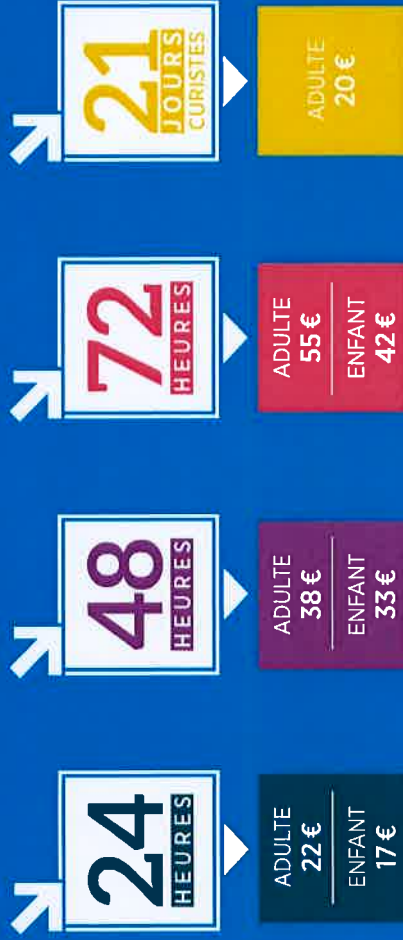 24
HEURES
ADULTE
22 €
ENFANT
17 €
48
HEURES
ADULTE
38 €
ENFANT
33 €
72
HEURES
ADULTE
55 €
ENFANT
42 €
21
JOURS
CURISTES
ADULTE
20 €